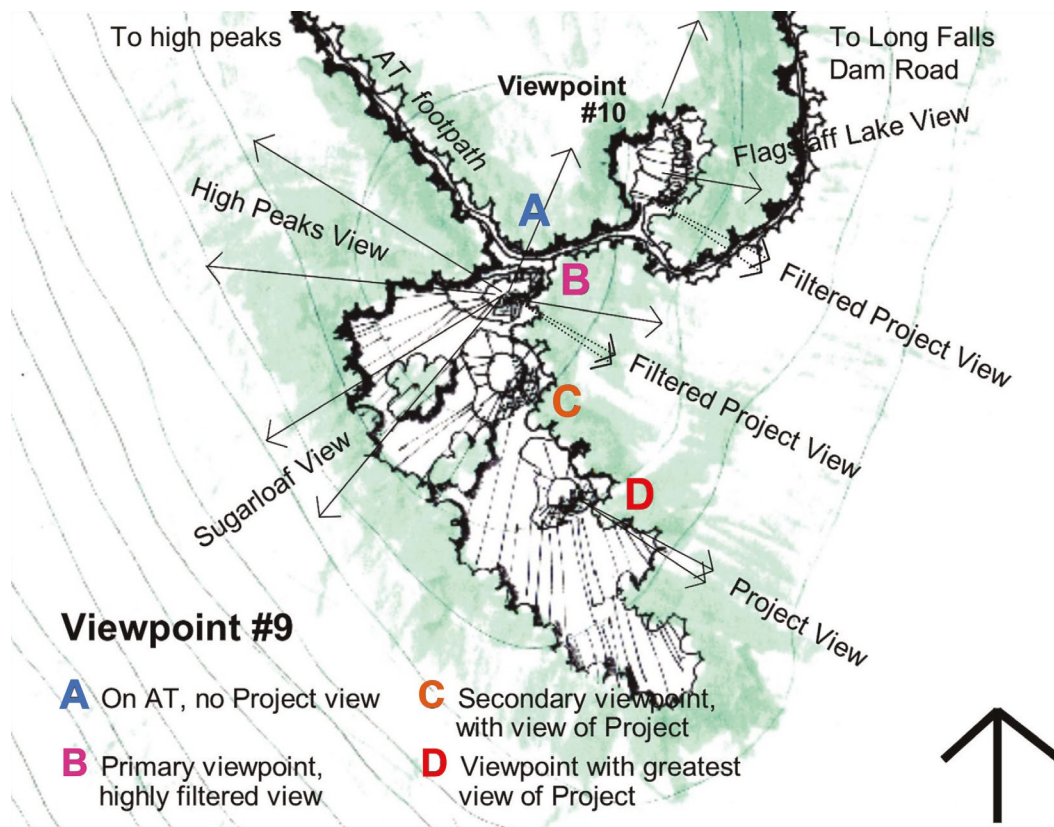 To high peaks
AT footpath
Viewpoint
#10
To Long Falls
Dam Road
Flagstaff Lake View
High Peaks View
A
B
Filtered Project View
Filtered Project View
C
Sugarloaf View
D
Project View
Viewpoint #9
A On AT, no Project view
B Primary viewpoint,
highly filtered view
C Secondary viewpoint,
with view of Project
D Viewpoint with greatest
view of Project